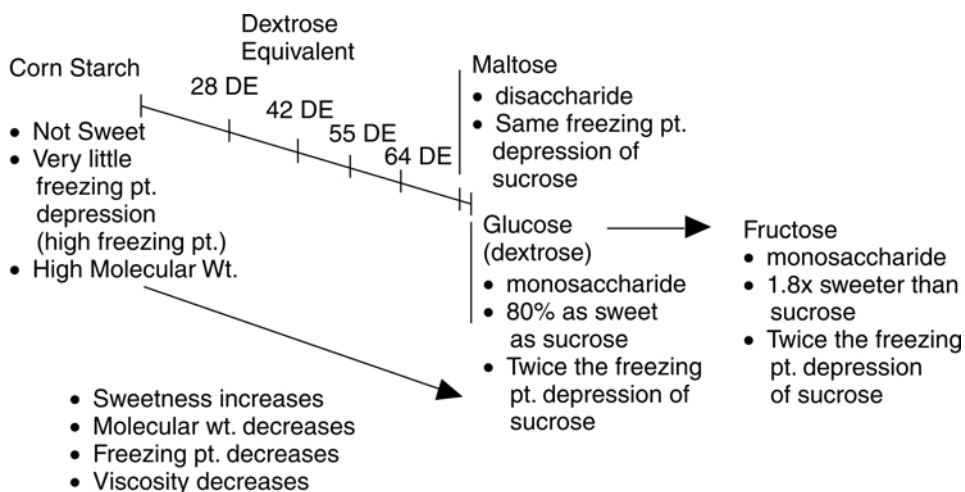 Dextrose
Equivalent
Corn Starch
28 DE
42 DE
55 DE
64 DE
• Not Sweet
• Very little
freezing pt.
depression
(high freezing pt.)
• High Molecular Wt.
Maltose
• disaccharide
• Same freezing pt.
depression of
sucrose
Glucose
(dextrose)
• monosaccharide
• 80% as sweet
as sucrose
• Twice the freezing
pt. depression of
sucrose
Fructose
• monosaccharide
• 1.8x sweeter than
sucrose
• Twice the freezing
pt. depression
of sucrose
• Sweetness increases
• Molecular wt. decreases
• Freezing pt. decreases
• Viscosity decreases